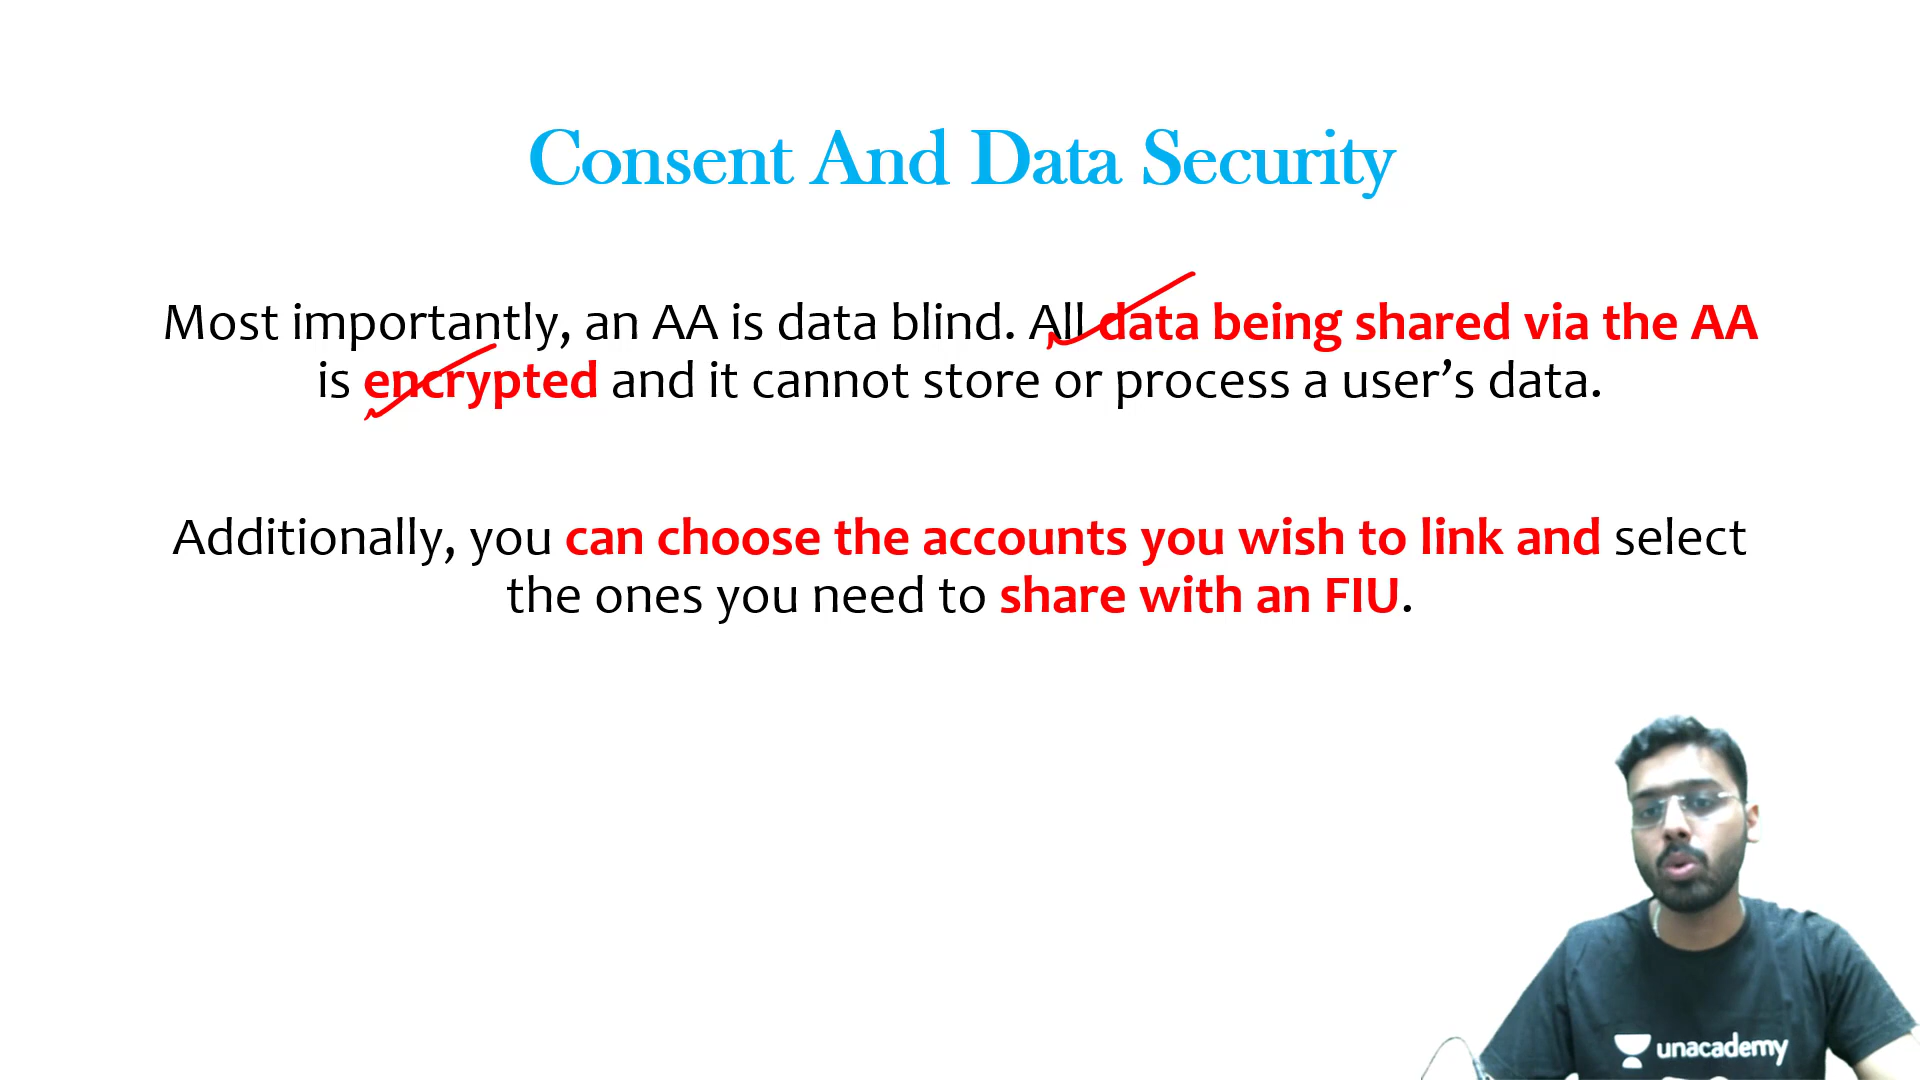 Consent And Data Security
Most importantly, an AA is data blind. All data being shared via the AA
is encrypted and it cannot store or process a user’s data.
Additionally, you can choose the accounts you wish to link and select
the ones you need to share with an FIU.
unacademy